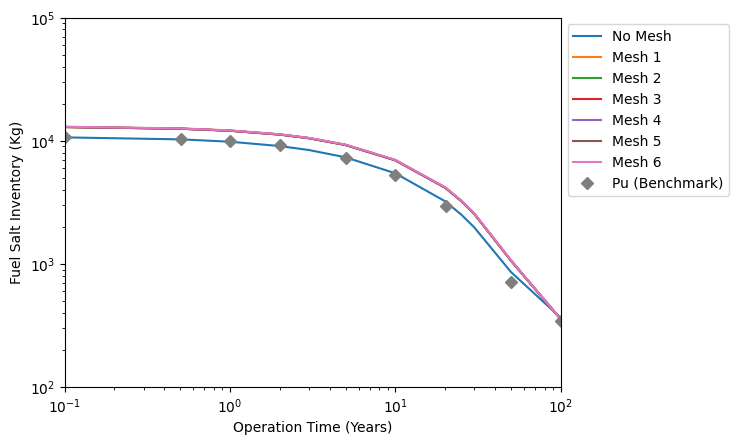 10^5
10^4
10^3
10^2
Fuel Salt Inventory (Kg)
10^-1
10^0
10^1
10^2
Operation Time (Years)
No Mesh
Mesh 1
Mesh 2
Mesh 3
Mesh 4
Mesh 5
Mesh 6
Pu (Benchmark)